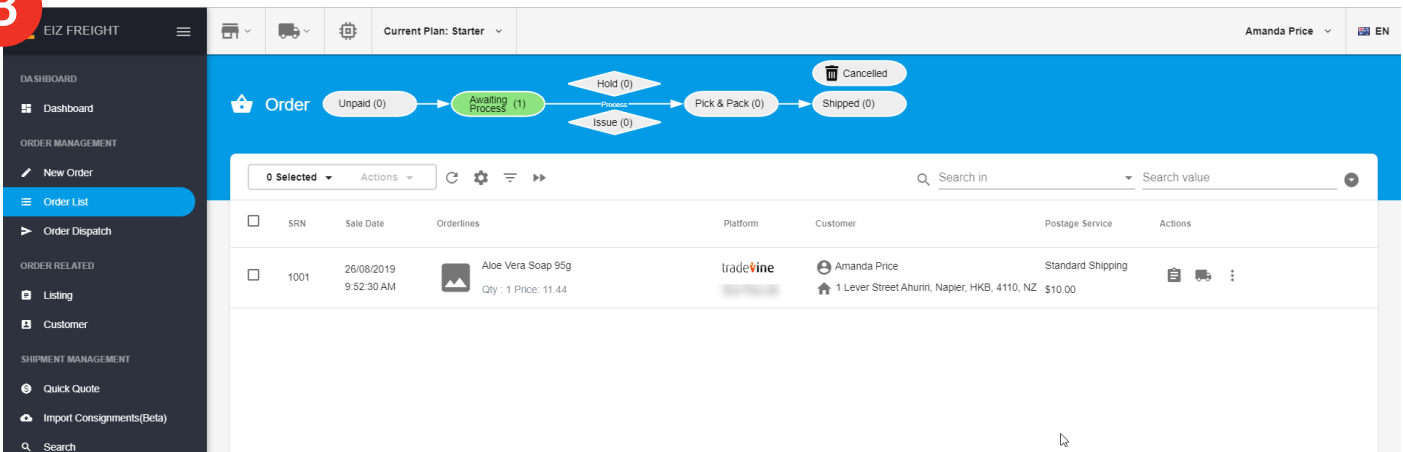 3
EIZ FREIGHT
Current Plan: Starter
Amanda Price
EN
DASHBOARD
Dashboard
ORDER MANAGEMENT
New Order
Order List
Order Dispatch
ORDER RELATED
Listing
Customer
SHIPMENT MANAGEMENT
Quick Quote
Import Consignments(Beta)
Search
Order
Unpaid (0)
Awaiting Process (1)
Hold (0)
Process
Issue (0)
Pick & Pack (0)
Cancelled
Shipped (0)
0 Selected
Actions
Search in
Search value
SRN Sale Date Orderlines Platform Customer Postage Service Actions
1001
26/08/2019
9:52:30 AM
Aloe Vera Soap 95g
Qty : 1 Price: 11.44
tradevine
Amanda Price
1 Lever Street Ahuriri, Napier, HKB, 4110, NZ
Standard Shipping
$10.00